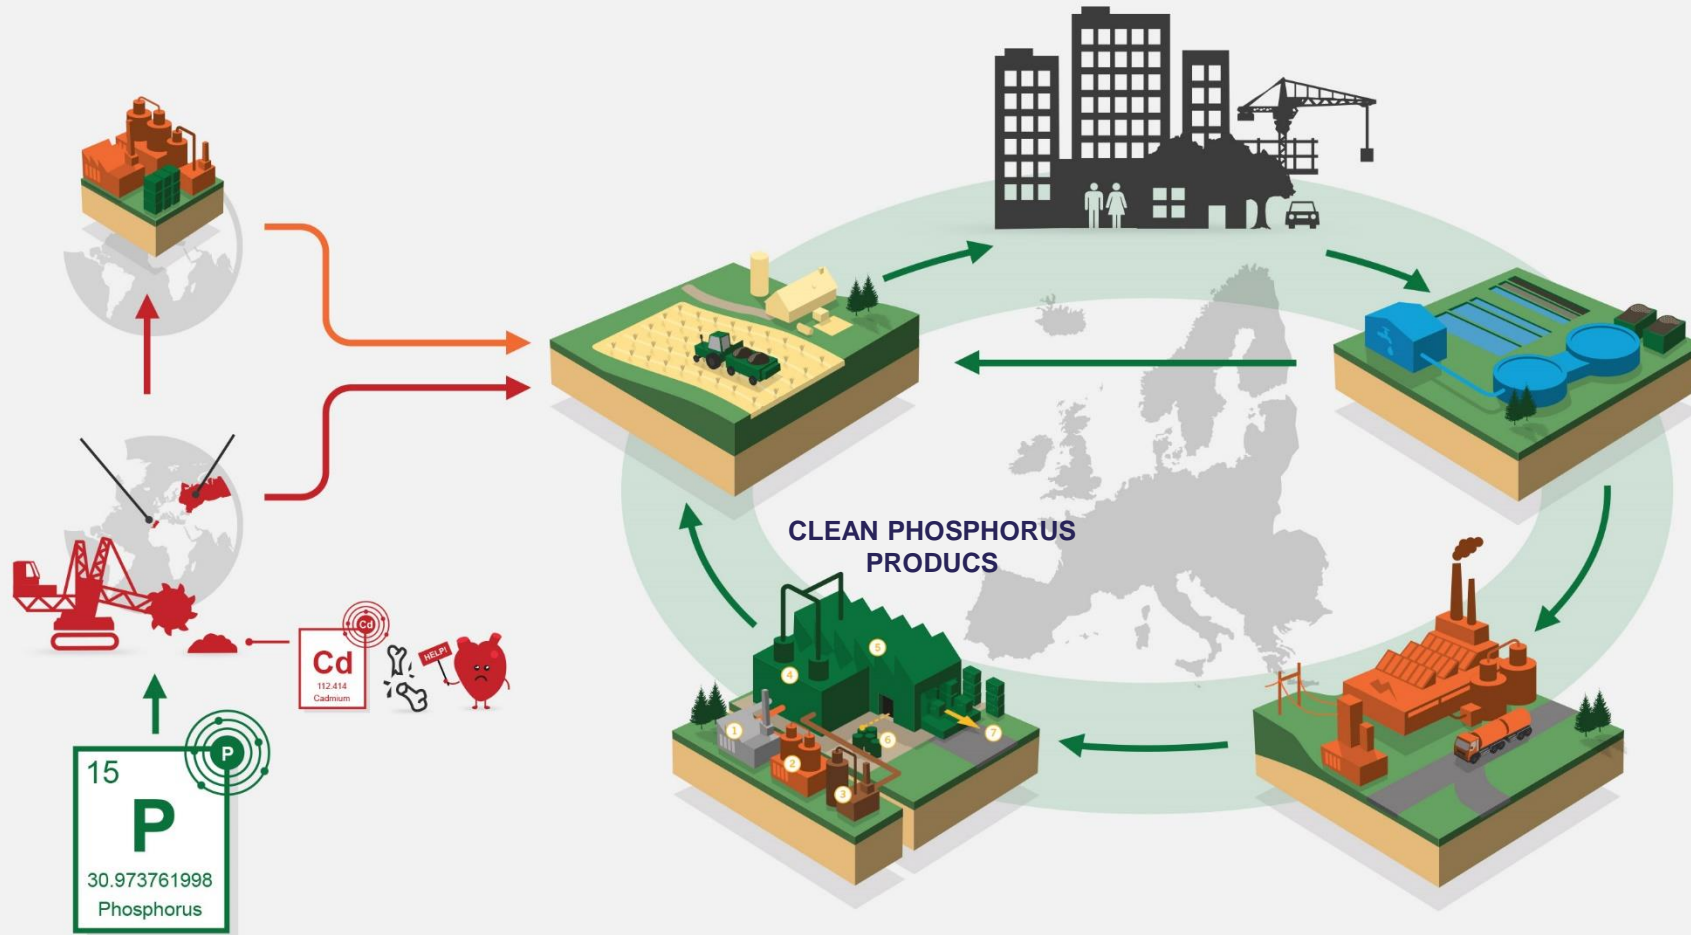 CLEAN PHOSPHORUS
PRODUCS
Cd
Cd
112.414
Cadmium
HELP!
P
15
P
30.973761998
Phosphorus
1
2
3
4
5
6
7